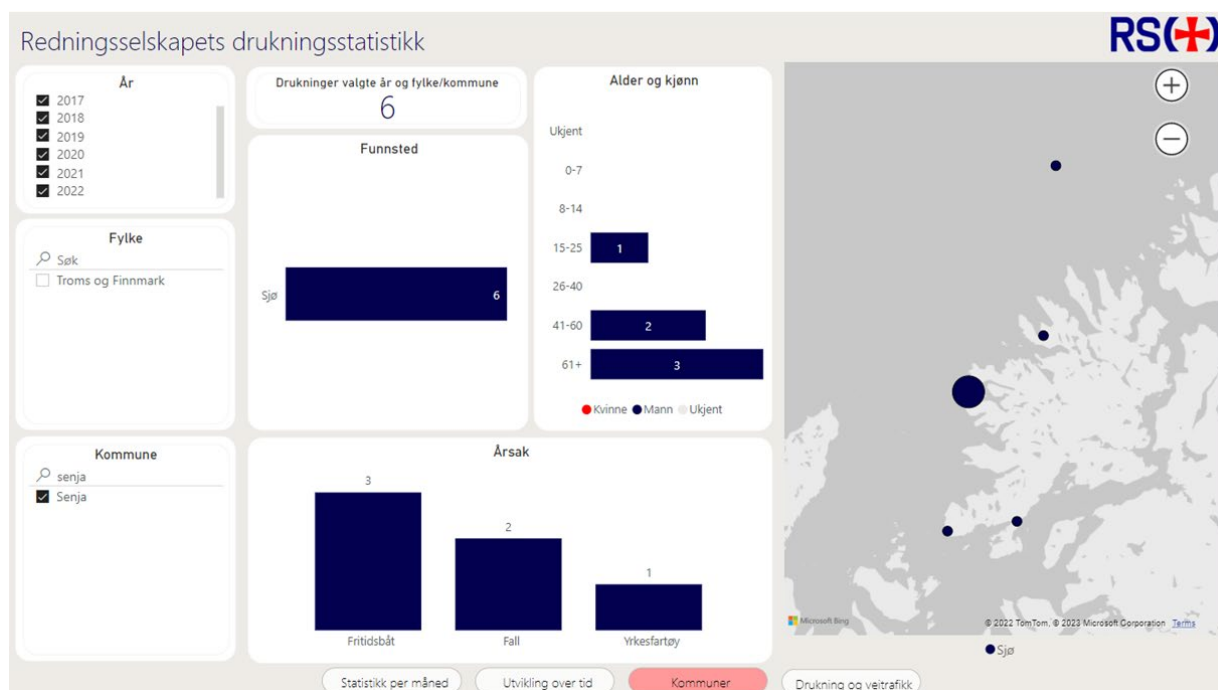 Redningsselskapets drukningsstatistikk
RS(+)
År
2017
2018
2019
2020
2021
2022
Fylke
Søk
Troms og Finnmark
Kommune
senja
Senja
Drukninger valgte år og fylke/kommune
6
Funnsted
Sjø
6
Alder og kjønn
Ukjent
0-7
8-14
15-25
1
26-40
41-60
2
61+
3
Kvinne Mann Ukjent
Årsak
3
2
1
Fritidsbåt
Fall
Yrkesfartøy
Microsoft Bing
© 2022 TomTom, © 2023 Microsoft Corporation Terms
Sjø
Statistikk per måned
Utvikling over tid
Kommuner
Drukning og veitrafikk